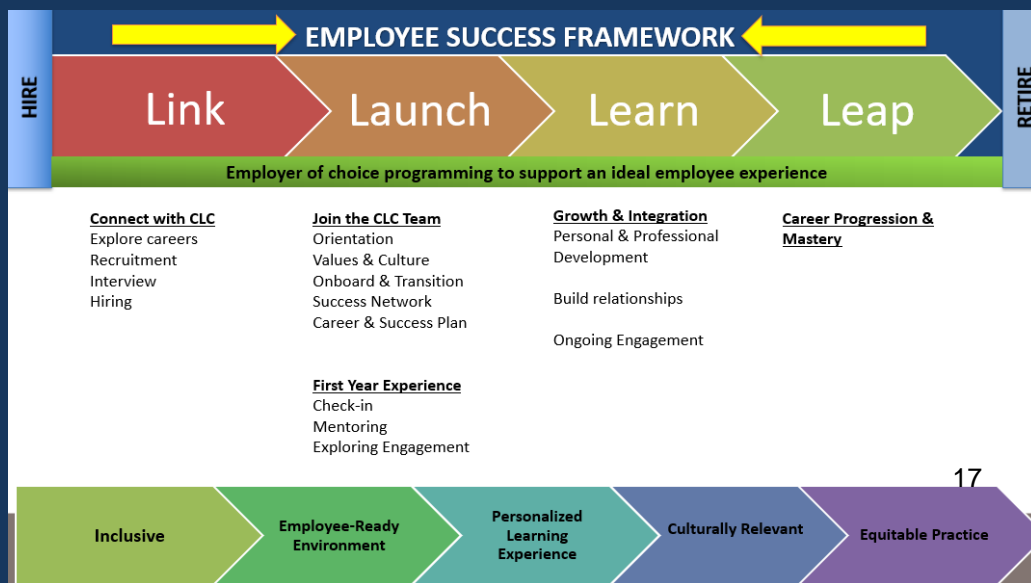 EMPLOYEE SUCCESS FRAMEWORK
HIRE
Link
Launch
Learn
Leap
RETIRE
Employer of choice programming to support an ideal employee experience
Connect with CLC
Explore careers
Recruitment
Interview
Hiring
Join the CLC Team
Orientation
Values & Culture
Onboard & Transition
Success Network
Career & Success Plan
First Year Experience
Check-in
Mentoring
Exploring Engagement
Growth & Integration
Personal & Professional
Development
Build relationships
Ongoing Engagement
Career Progression &
Mastery
17
Inclusive
Employee-Ready
Environment
Personalized
Learning
Experience
Culturally Relevant
Equitable Practice